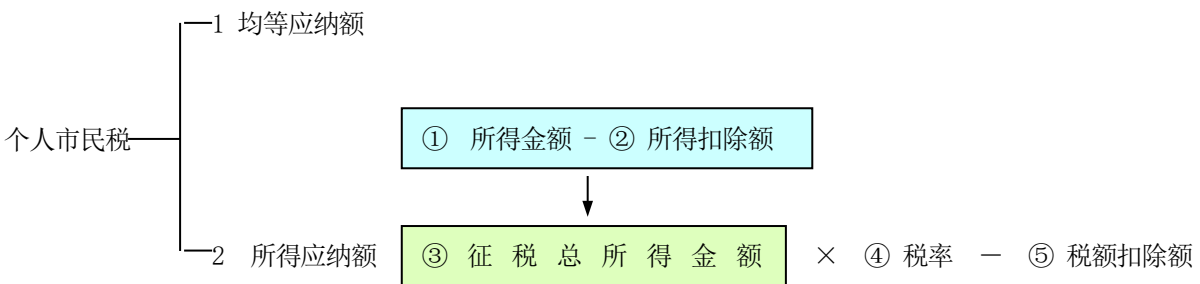 1 均等应纳额
个人市民税
① 所得金额 - ② 所得扣除额
2 所得应纳额 ③ 征税总所得金额 × ④ 税率 － ⑤ 税额扣除额